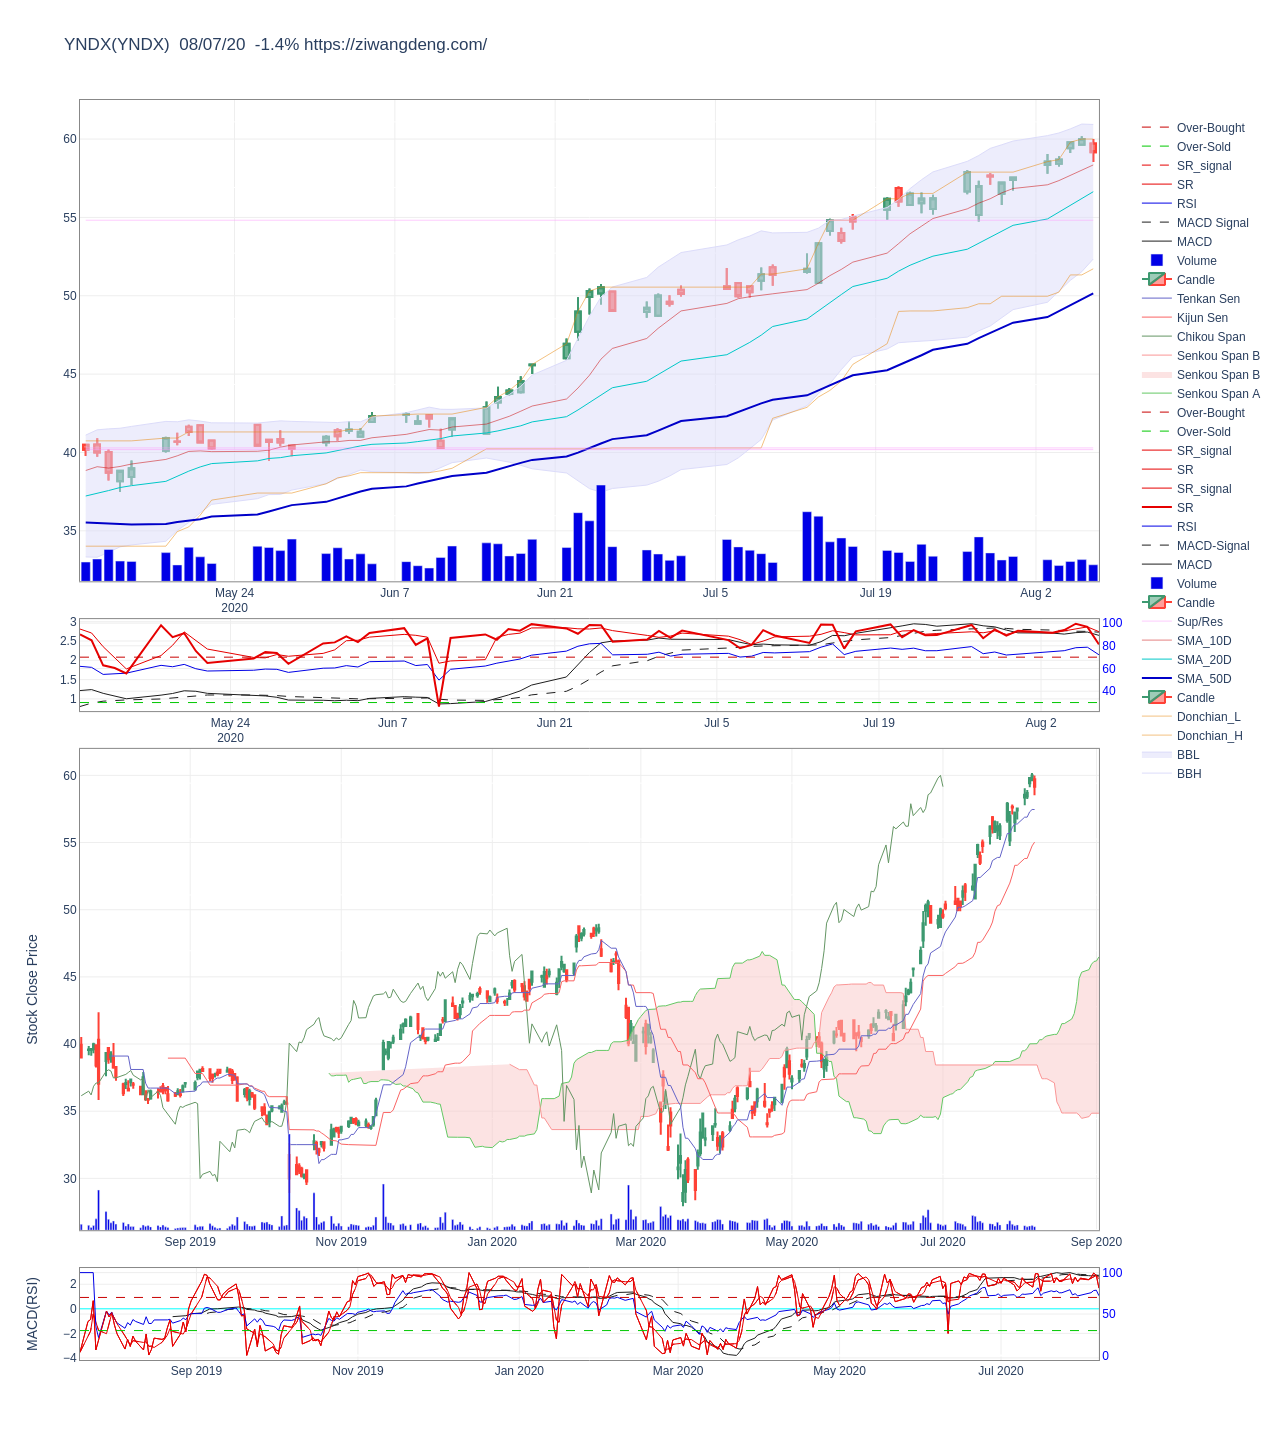 YNDX(YNDX)  08/07/20  -1.4% https://ziwangdeng.com/
60
55
50
45
40
35
May 24
2020
Jun 7
Jun 21
Jul 5
Jul 19
Aug 2
3
2.5
2
1.5
1
100
80
60
40
May 24
2020
Jun 7
Jun 21
Jul 5
Jul 19
Aug 2
Stock Close Price
60
55
50
45
40
35
30
Sep 2019
Nov 2019
Jan 2020
Mar 2020
May 2020
Jul 2020
Sep 2020
MACD(RSI)
2
0
−2
−4
100
50
0
Sep 2019
Nov 2019
Jan 2020
Mar 2020
May 2020
Jul 2020
Over-Bought
Over-Sold
SR_signal
SR
RSI
MACD Signal
MACD
Volume
Candle
Tenkan Sen
Kijun Sen
Chikou Span
Senkou Span B
Senkou Span B
Senkou Span A
Over-Bought
Over-Sold
SR_signal
SR
SR_signal
SR
RSI
MACD-Signal
MACD
Volume
Candle
Sup/Res
SMA_10D
SMA_20D
SMA_50D
Candle
Donchian_L
Donchian_H
BBL
BBH